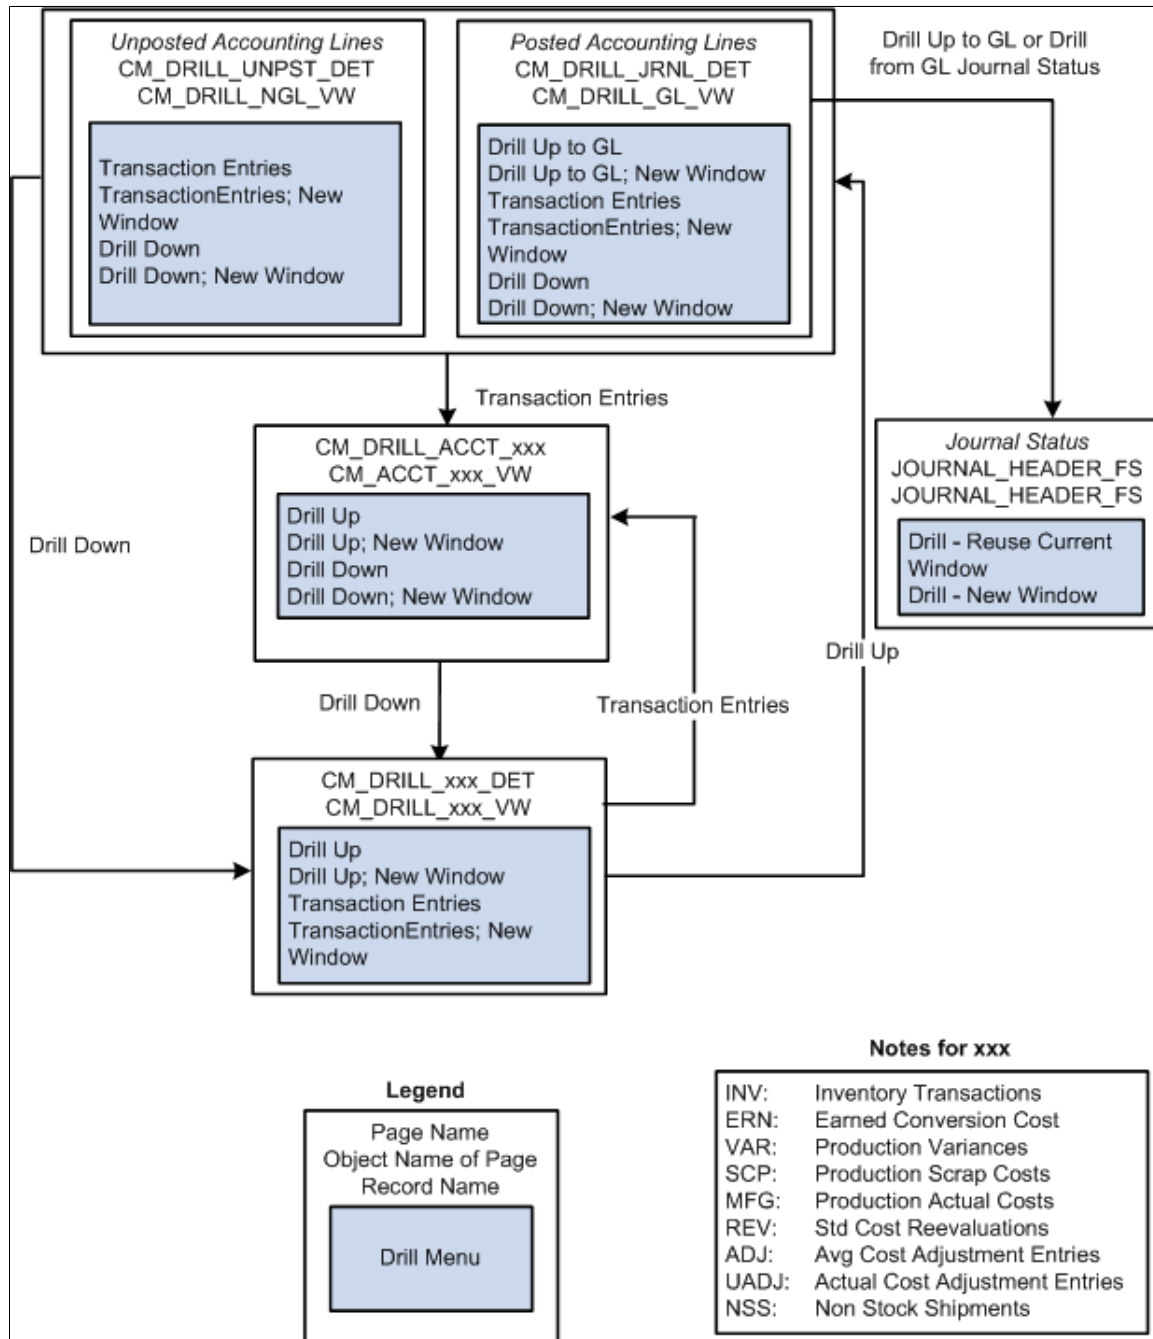 Unposted Accounting Lines
CM_DRILL_UNPST_DET
CM_DRILL_NGL_VW
Transaction Entries
TransactionEntries; New
Window
Drill Down
Drill Down; New Window
Posted Accounting Lines
CM_DRILL_JRNL_DET
CM_DRILL_GL_VW
Drill Up to GL
Drill Up to GL; New Window
Transaction Entries
TransactionEntries; New
Window
Drill Down
Drill Down; New Window
Drill Up to GL or Drill
from GL Journal Status
Transaction Entries
CM_DRILL_ACCT_xxx
CM_ACCT_xxx_VW
Drill Up
Drill Up; New Window
Drill Down
Drill Down; New Window
Journal Status
JOURNAL_HEADER_FS
JOURNAL_HEADER_FS
Drill - Reuse Current
Window
Drill - New Window
Drill Down
Drill Up
Drill Down
Transaction Entries
CM_DRILL_xxx_DET
CM_DRILL_xxx_VW
Drill Up
Drill Up; New Window
Transaction Entries
TransactionEntries; New
Window
Legend
Page Name
Object Name of Page
Record Name
Drill Menu
Notes for xxx
INV: Inventory Transactions
ERN: Earned Conversion Cost
VAR: Production Variances
SCP: Production Scrap Costs
MFG: Production Actual Costs
REV: Std Cost Reevaluations
ADJ: Avg Cost Adjustment Entries
UADJ: Actual Cost Adjustment Entries
NSS: Non Stock Shipments